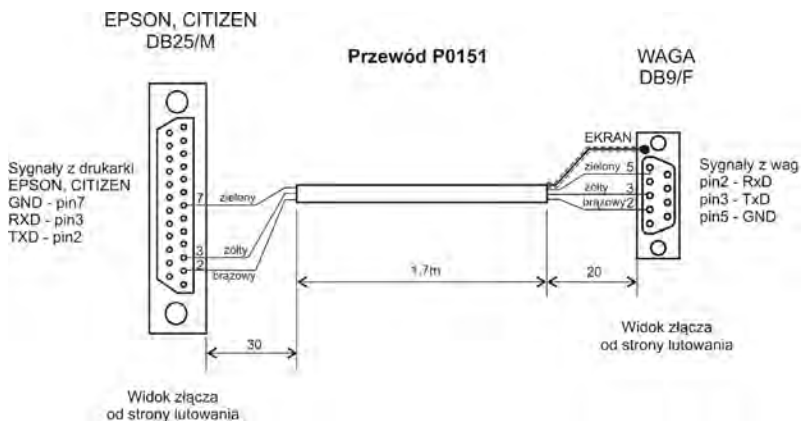 EPSON, CITIZEN
DB25/M
Przewód P0151
WAGA
DB9/F
EKRAN
Sygnały z drukarki
EPSON, CITIZEN
GND - pin7
RXD - pin3
TXD - pin2
7
zielony
3
żółty
2
brązowy
zielony
5
żółty
3
brązowy
2
Sygnały z wag
pin2 - RxD
pin3 - TxD
pin5 - GND
1,7m
20
30
Widok złącza
od strony lutowania
Widok złącza
od strony lutowania